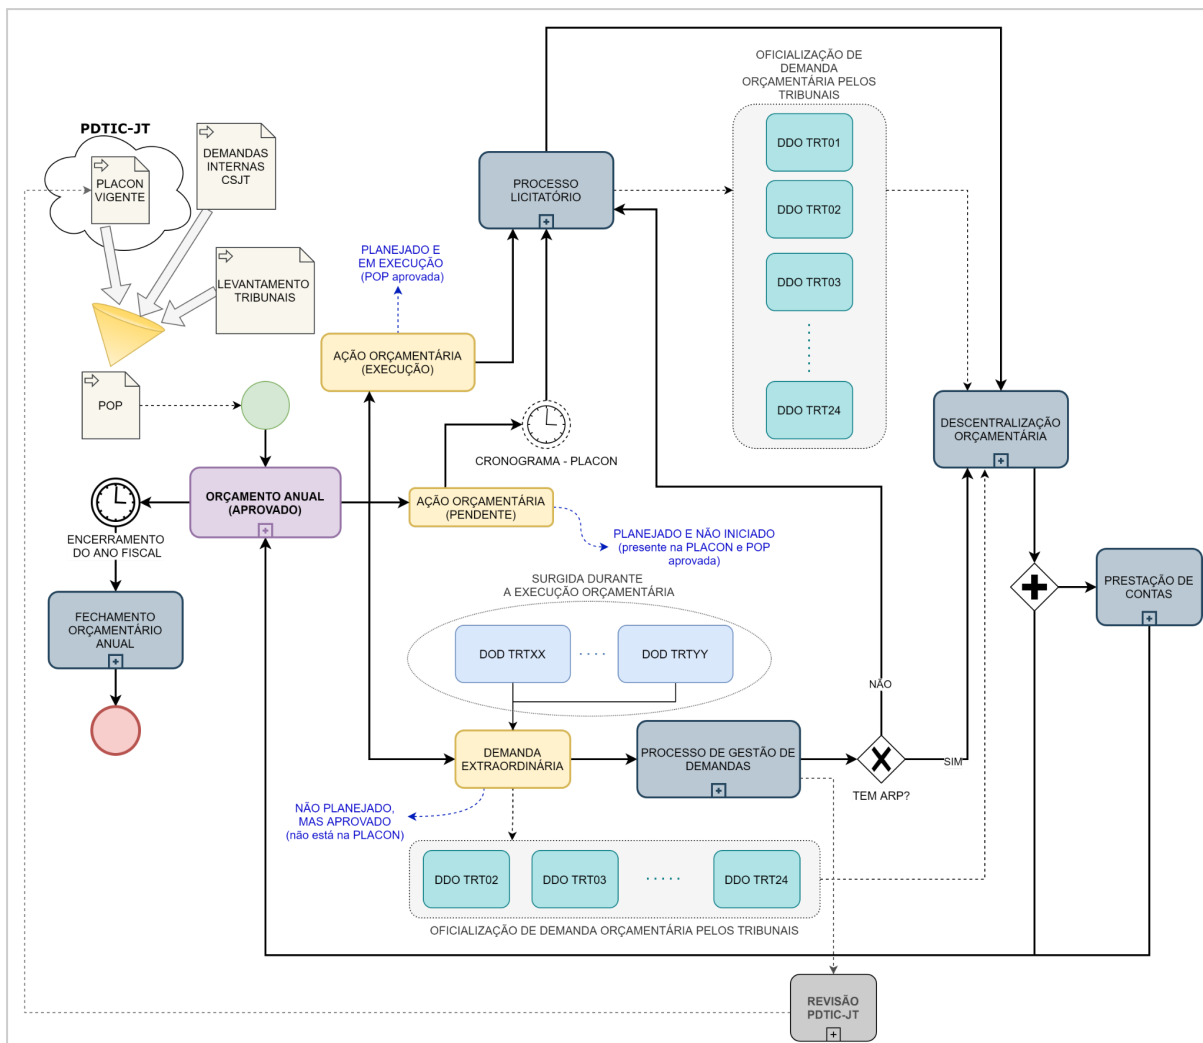 OFICIALIZAÇÃO DE
DEMANDA
ORÇAMENTÁRIA PELOS
TRIBUNAIS
PDTIC-JT
PLACON
VIGENTE
DEMANDAS
INTERNAS
CSJT
LEVANTAMENTO
TRIBUNAIS
POP
PROCESSO
LICITATÓRIO
DDO TRT01
DDO TRT02
DDO TRT03
DDO TRT24
PLANEJADO E
EM EXECUÇÃO
(POP aprovada)
AÇÃO ORÇAMENTÁRIA
(EXECUÇÃO)
CRONOGRAMA - PLACON
DESCENTRALIZAÇÃO
ORÇAMENTÁRIA
ORÇAMENTO ANUAL
(APROVADO)
AÇÃO ORÇAMENTÁRIA
(PENDENTE)
PLANEJADO E NÃO INICIADO
(presente na PLACON e POP
aprovada)
ENCERRAMENTO
DO ANO FISCAL
FECHAMENTO
ORÇAMENTÁRIO
ANUAL
PRESTAÇÃO DE
CONTAS
SURGIDA DURANTE
A EXECUÇÃO ORÇAMENTÁRIA
DOD TRTXX
DOD TRTYY
NÃO
DEMANDA
EXTRAORDINÁRIA
PROCESSO DE GESTÃO DE
DEMANDAS
SIM
TEM ARP?
NÃO PLANEJADO,
MAS APROVADO
(não está na PLACON)
DDO TRT02
DDO TRT03
DDO TRT24
OFICIALIZAÇÃO DE DEMANDA ORÇAMENTÁRIA PELOS TRIBUNAIS
REVISÃO
PDTIC-JT